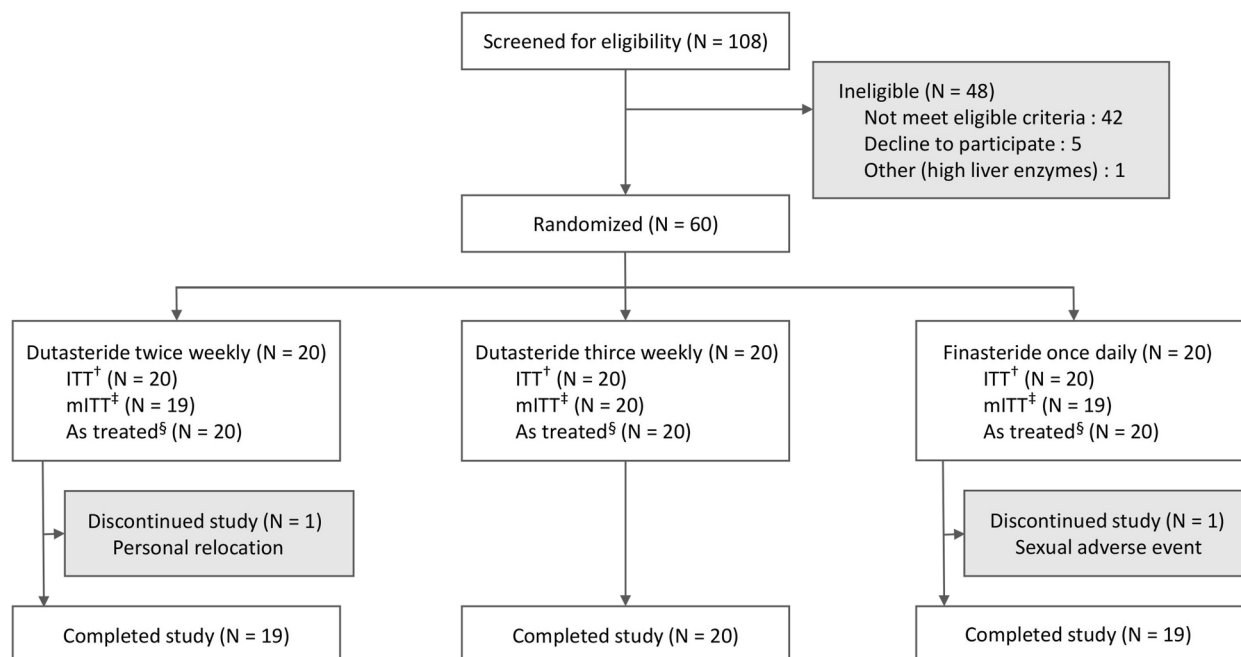 Screened for eligibility (N = 108)
Ineligible (N = 48)
Not meet eligible criteria : 42
Decline to participate : 5
Other (high liver enzymes) : 1
Randomized (N = 60)
Dutasteride twice weekly (N = 20)
ITT† (N = 20)
mITT‡ (N = 19)
As treated§ (N = 20)
Dutasteride thirce weekly (N = 20)
ITT† (N = 20)
mITT‡ (N = 20)
As treated§ (N = 20)
Finasteride once daily (N = 20)
ITT† (N = 20)
mITT‡ (N = 19)
As treated§ (N = 20)
Discontinued study (N = 1)
Personal relocation
Discontinued study (N = 1)
Sexual adverse event
Completed study (N = 19)
Completed study (N = 20)
Completed study (N = 19)